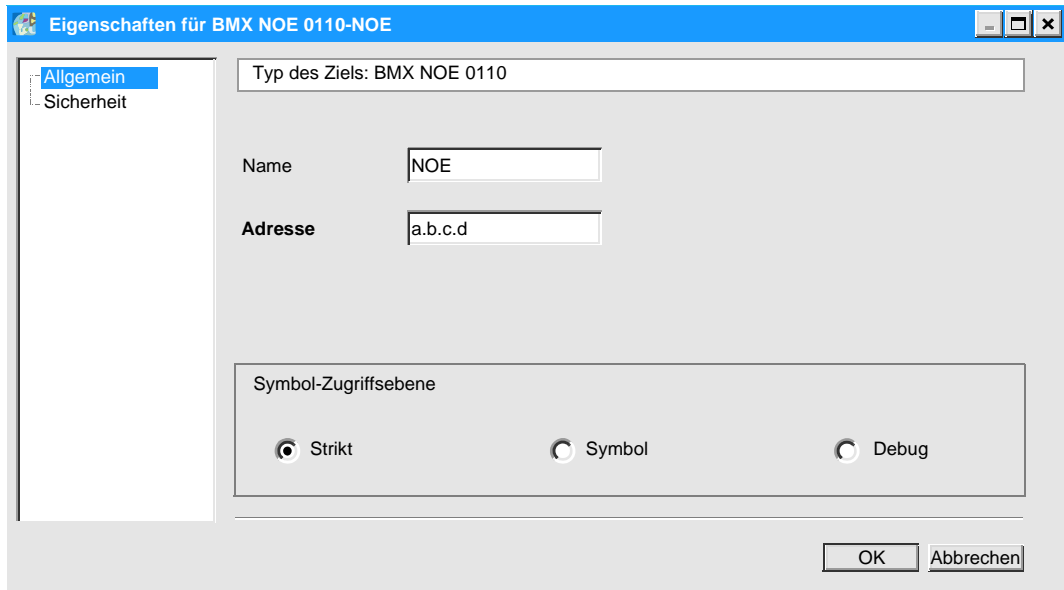 Eigenschaften für BMX NOE 0110-NOE
Allgemein
Sicherheit
Typ des Ziels: BMX NOE 0110
Name
NOE
Adresse
a.b.c.d
Symbol-Zugriffsebene
Strikt
Symbol
Debug
OK
Abbrechen